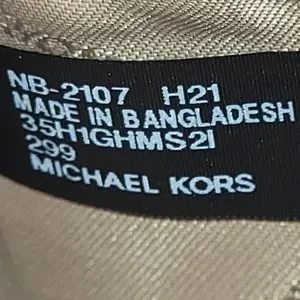 NB-2107 H21
MADE IN BANGLADESH
35H1GHMS2I
299
MICHAEL KORS